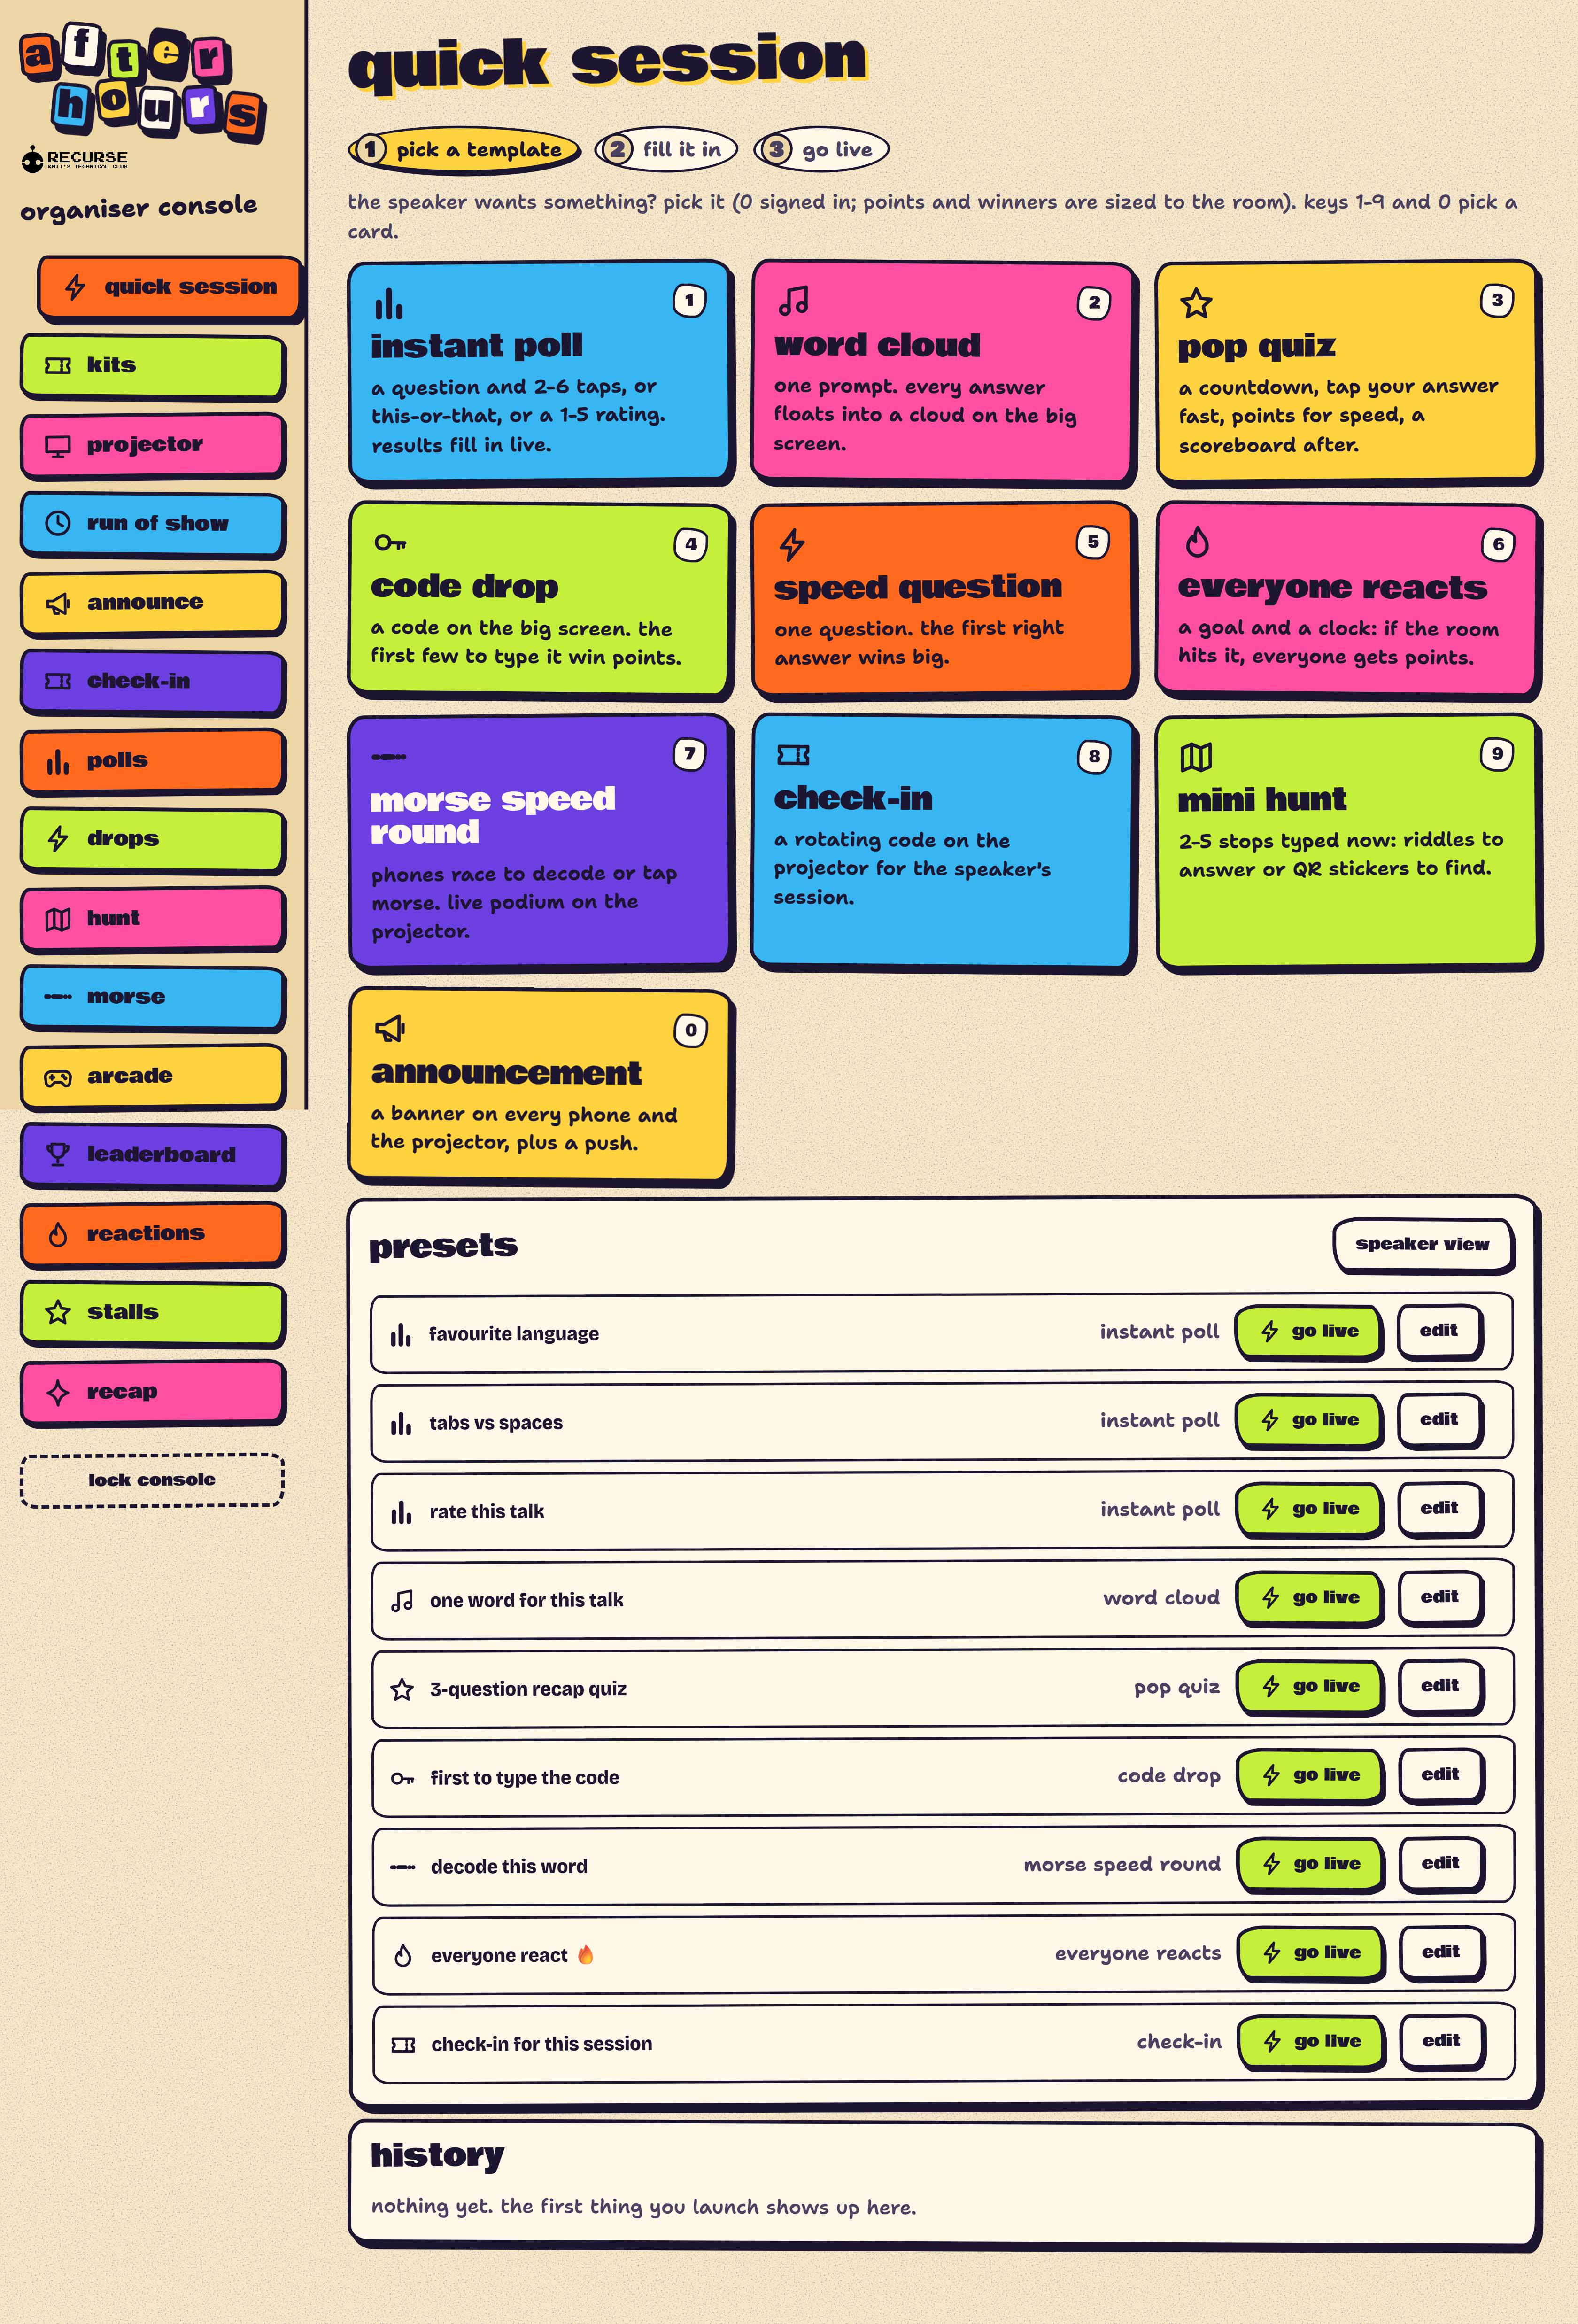 after
hours
RECURSE
KNIT'S TECHNICAL CLUB
organiser console
quick session
kits
projector
run of show
announce
check-in
polls
drops
hunt
morse
arcade
leaderboard
reactions
stalls
recap
lock console
quick session
1 pick a template
2 fill it in
3 go live
the speaker wants something? pick it (0 signed in; points and winners are sized to the room). keys 1-9 and 0 pick a
card.
1
instant poll
a question and 2-6 taps, or
this-or-that, or a 1-5 rating.
results fill in live.
2
word cloud
one prompt. every answer
floats into a cloud on the big
screen.
3
pop quiz
a countdown, tap your answer
fast, points for speed, a
scoreboard after.
4
code drop
a code on the big screen. the
first few to type it win points.
5
speed question
one question. the first right
answer wins big.
6
everyone reacts
a goal and a clock: if the room
hits it, everyone gets points.
7
morse speed
round
phones race to decode or tap
morse. live podium on the
projector.
8
check-in
a rotating code on the
projector for the speaker's
session.
9
mini hunt
2-5 stops typed now: riddles to
answer or QR stickers to find.
0
announcement
a banner on every phone and
the projector, plus a push.
presets
speaker view
favourite language instant poll go live edit
tabs vs spaces instant poll go live edit
rate this talk instant poll go live edit
one word for this talk word cloud go live edit
3-question recap quiz pop quiz go live edit
first to type the code code drop go live edit
decode this word morse speed round go live edit
everyone react 🔥 everyone reacts go live edit
check-in for this session check-in go live edit
history
nothing yet. the first thing you launch shows up here.